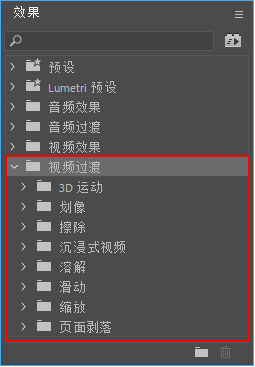 效果
预设
Lumetri 预设
音频效果
音频过渡
视频效果
视频过渡
3D 运动
划像
擦除
沉浸式视频
溶解
滑动
缩放
页面剥落